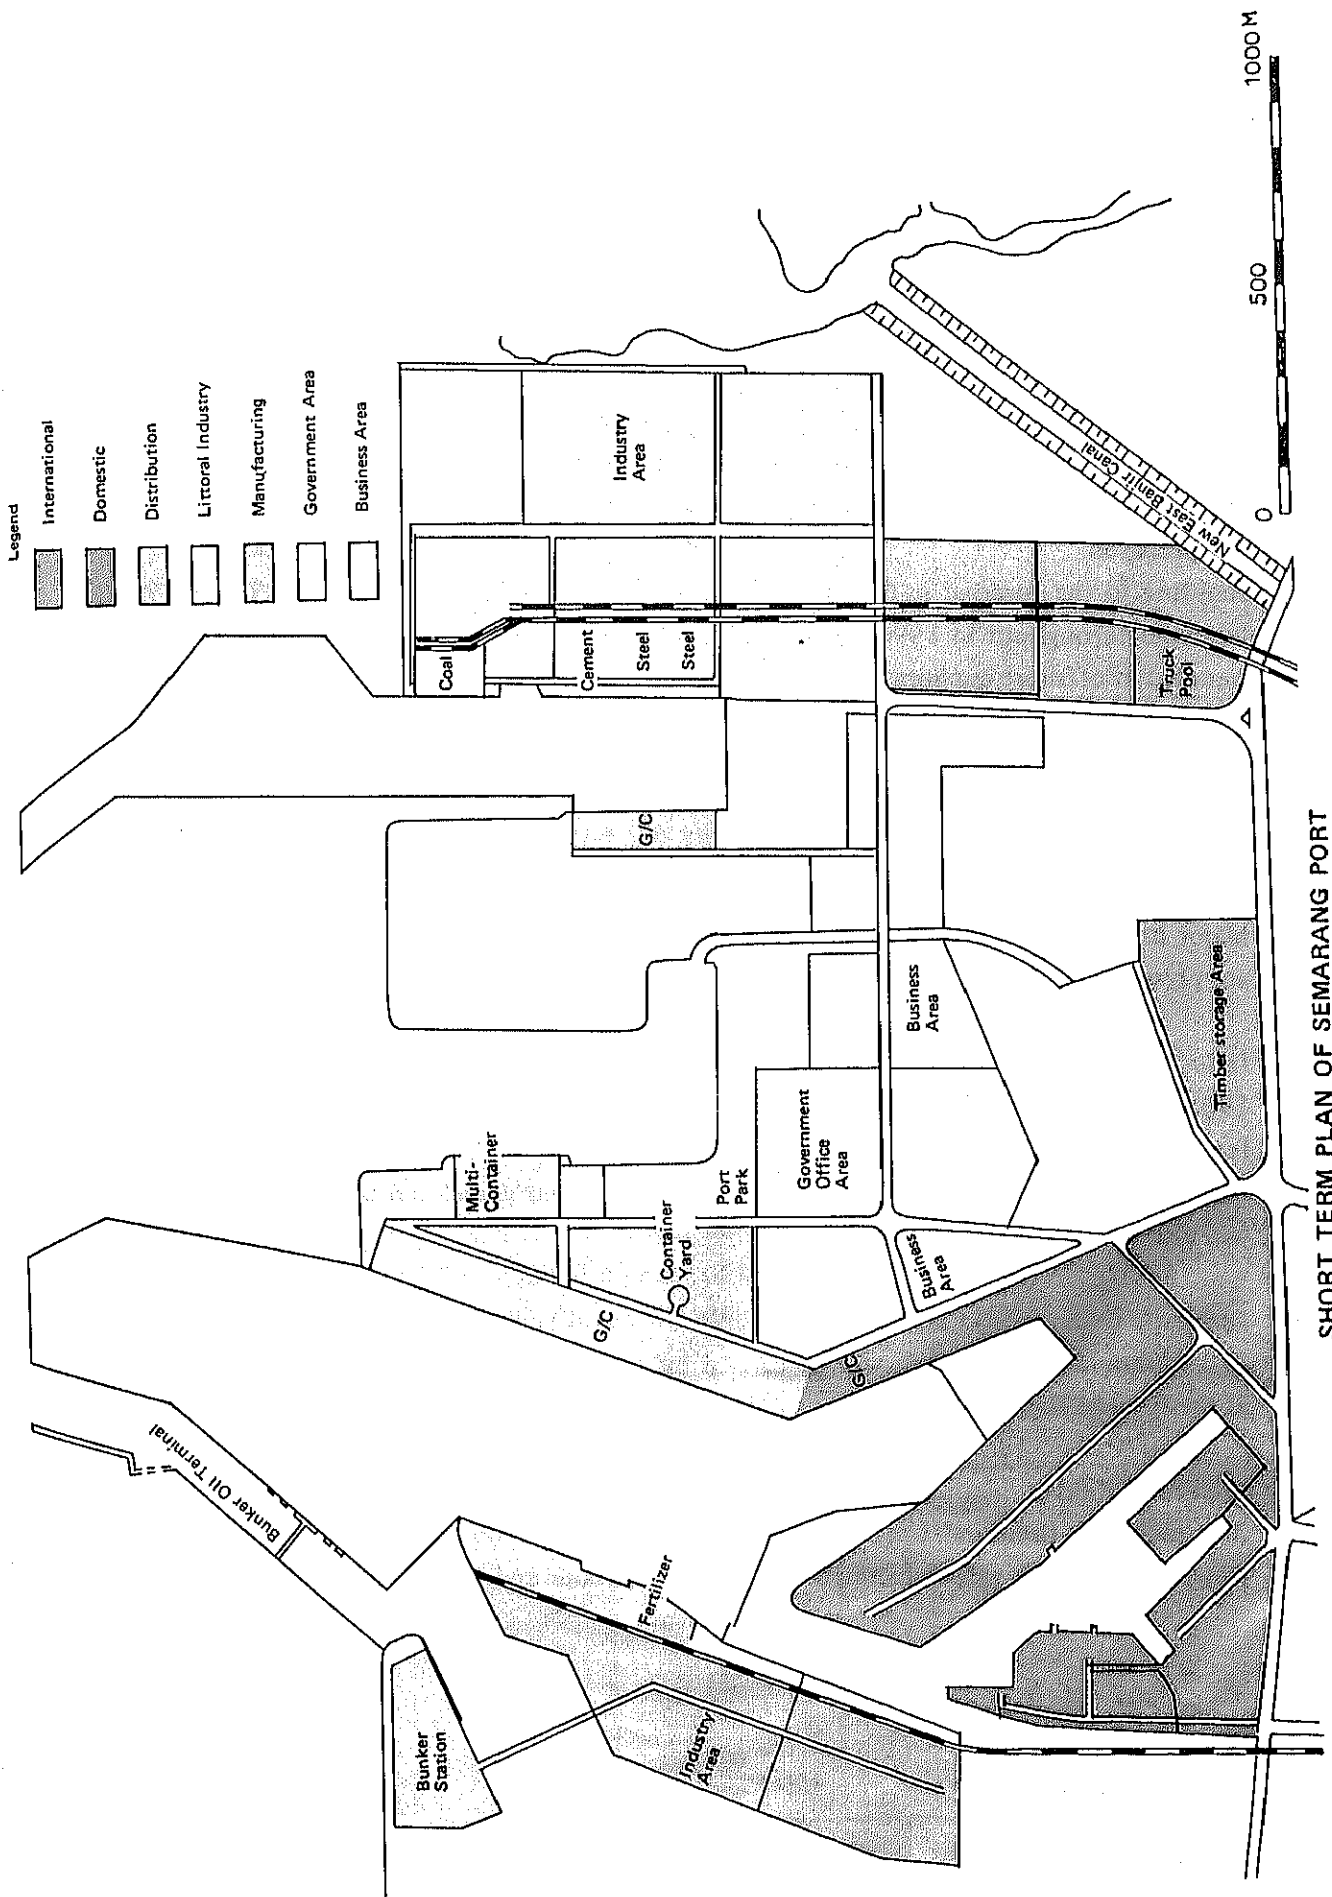 Legend
International
Domestic
Distribution
Littoral Industry
Manufacturing
Government Area
Business Area
Bunker Oil Terminal
Bunker
Station
Fertilizer
Industry
Area
G/C
G/C
Multi-
Container
Container
Yard
Port
Park
Government
Office
Area
Business
Area
Business
Area
G/C
Coal
Cement
Steel
Steel
Industry
Area
Truck
Pool
Timber storage Area
New
East Banjir Canal
0
500
1000 M
SHORT TERM PLAN OF SEMARANG PORT